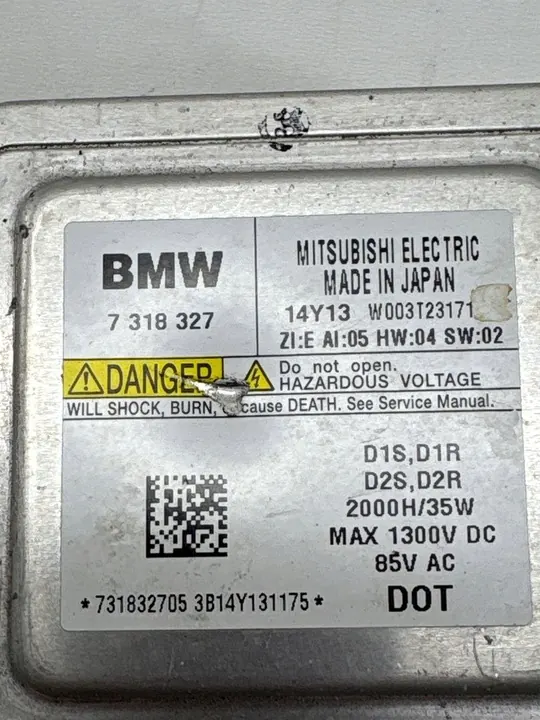 BMW
7 318 327
MITSUBISHI ELECTRIC
MADE IN JAPAN
14Y13 W003T23171
ZI:E AI:05 HW:04 SW:02
DANGER
Do not open.
HAZARDOUS VOLTAGE
WILL SHOCK, BURN, cause DEATH. See Service Manual.
D1S,D1R
D2S,D2R
2000H/35W
MAX 1300V DC
85V AC
*731832705 3B14Y131175*
DOT